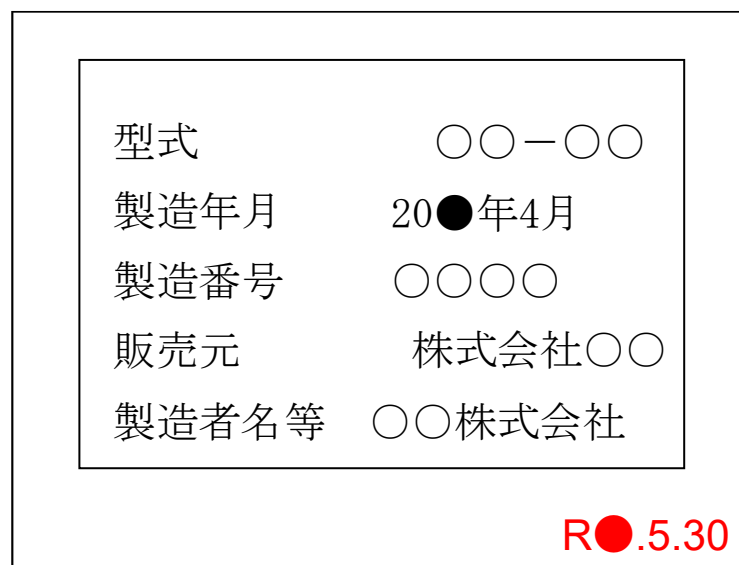 型式　○○－○○
製造年月　20●年4月
製造番号　○○○○
販売元　株式会社○○
製造者名等　○○株式会社
R●.5.30